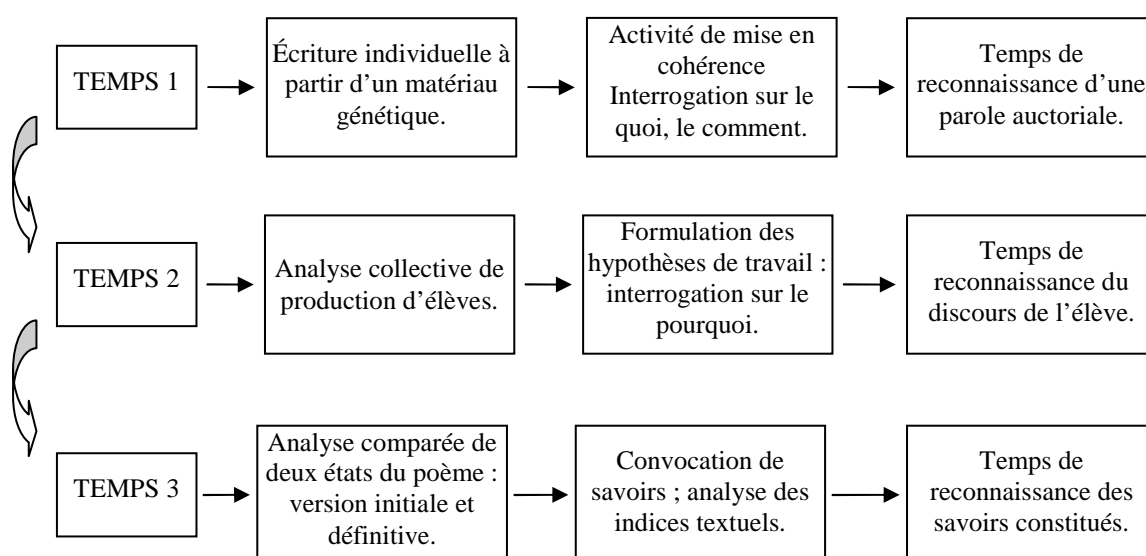 TEMPS 1
Écriture individuelle à
partir d’un matériau
génétique.
Activité de mise en
cohérence
Interrogation sur le
quoi, le comment.
Temps de
reconnaissance d’une
parole auctoriale.
TEMPS 2
Analyse collective de
production d’élèves.
Formulation des
hypothèses de travail :
interrogation sur le
pourquoi.
Temps de
reconnaissance du
discours de l’élève.
TEMPS 3
Analyse comparée de
deux états du poème :
version initiale et
définitive.
Convocation de
savoirs ; analyse des
indices textuels.
Temps de
reconnaissance des
savoirs constitués.